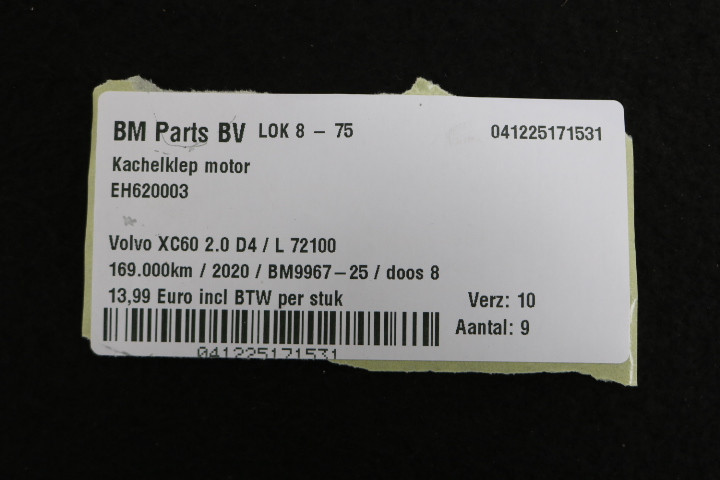 BM Parts BV LOK 8 - 75 041225171531
Kachelklep motor
EH620003
Volvo XC60 2.0 D4 / L 72100
169.000km / 2020 / BM9967-25 / doos 8
13,99 Euro incl BTW per stuk Verz: 10
Aantal: 9
041225171531